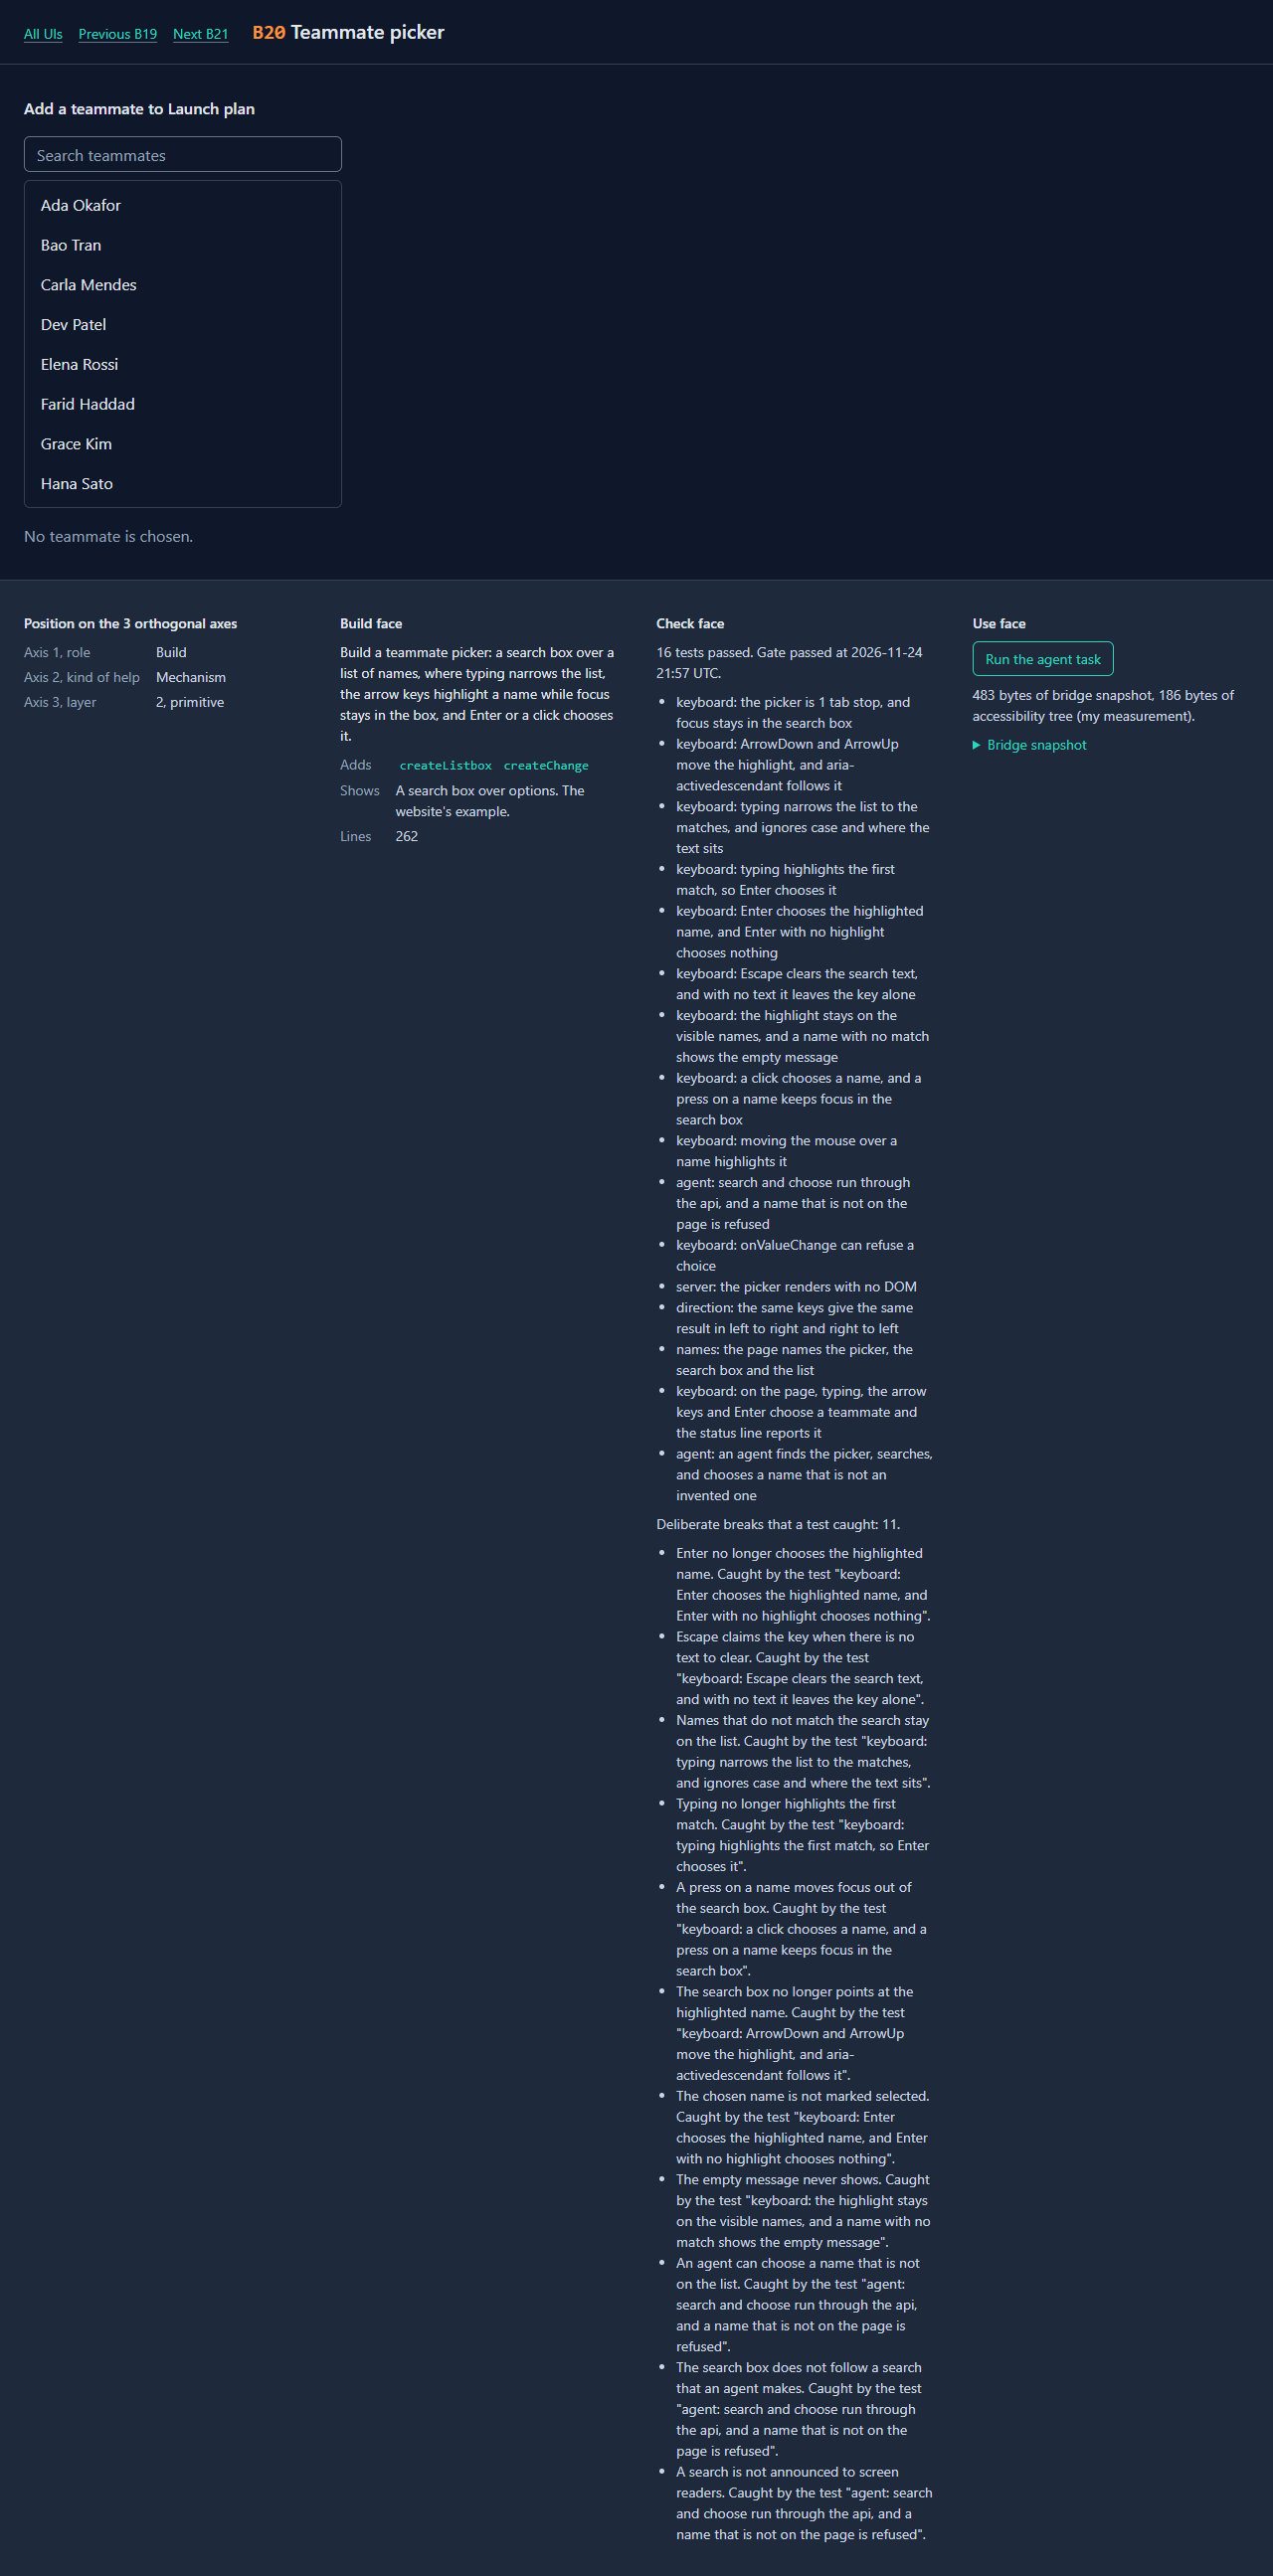 All UIs Previous B19 Next B21 B20 Teammate picker
Add a teammate to Launch plan
Search teammates
Ada Okafor
Bao Tran
Carla Mendes
Dev Patel
Elena Rossi
Farid Haddad
Grace Kim
Hana Sato
No teammate is chosen.
Position on the 3 orthogonal axes
Axis 1, role Build
Axis 2, kind of help Mechanism
Axis 3, layer 2, primitive
Build face
Build a teammate picker: a search box over a
list of names, where typing narrows the list,
the arrow keys highlight a name while focus
stays in the box, and Enter or a click chooses
it.
Adds createListbox createChange
Shows A search box over options. The
website's example.
Lines 262
Check face
16 tests passed. Gate passed at 2026-11-24
21:57 UTC.
• keyboard: the picker is 1 tab stop, and
focus stays in the search box
• keyboard: ArrowDown and ArrowUp
move the highlight, and aria-
activedescendant follows it
• keyboard: typing narrows the list to the
matches, and ignores case and where the
text sits
• keyboard: typing highlights the first
match, so Enter chooses it
• keyboard: Enter chooses the highlighted
name, and Enter with no highlight
chooses nothing
• keyboard: Escape clears the search text,
and with no text it leaves the key alone
• keyboard: the highlight stays on the
visible names, and a name with no match
shows the empty message
• keyboard: a click chooses a name, and a
press on a name keeps focus in the
search box
• keyboard: moving the mouse over a
name highlights it
• agent: search and choose run through
the api, and a name that is not on the
page is refused
• keyboard: onValueChange can refuse a
choice
• server: the picker renders with no DOM
• direction: the same keys give the same
result in left to right and right to left
• names: the page names the picker, the
search box and the list
• keyboard: on the page, typing, the arrow
keys and Enter choose a teammate and
the status line reports it
• agent: an agent finds the picker, searches,
and chooses a name that is not an
invented one
Deliberate breaks that a test caught: 11.
• Enter no longer chooses the highlighted
name. Caught by the test "keyboard:
Enter chooses the highlighted name, and
Enter with no highlight chooses nothing".
• Escape claims the key when there is no
text to clear. Caught by the test
"keyboard: Escape clears the search text,
and with no text it leaves the key alone".
• Names that do not match the search stay
on the list. Caught by the test "keyboard:
typing narrows the list to the matches,
and ignores case and where the text sits".
• Typing no longer highlights the first
match. Caught by the test "keyboard:
typing highlights the first match, so Enter
chooses it".
• A press on a name moves focus out of
the search box. Caught by the test
"keyboard: a click chooses a name, and a
press on a name keeps focus in the
search box".
• The search box no longer points at the
highlighted name. Caught by the test
"keyboard: ArrowDown and ArrowUp
move the highlight, and aria-
activedescendant follows it".
• The chosen name is not marked selected.
Caught by the test "keyboard: Enter
chooses the highlighted name, and Enter
with no highlight chooses nothing".
• The empty message never shows. Caught
by the test "keyboard: the highlight stays
on the visible names, and a name with no
match shows the empty message".
• An agent can choose a name that is not
on the list. Caught by the test "agent:
search and choose run through the api,
and a name that is not on the page is
refused".
• The search box does not follow a search
that an agent makes. Caught by the test
"agent: search and choose run through
the api, and a name that is not on the
page is refused".
• A search is not announced to screen
readers. Caught by the test "agent: search
and choose run through the api, and a
name that is not on the page is refused".
Use face
Run the agent task
483 bytes of bridge snapshot, 186 bytes of
accessibility tree (my measurement).
▶ Bridge snapshot